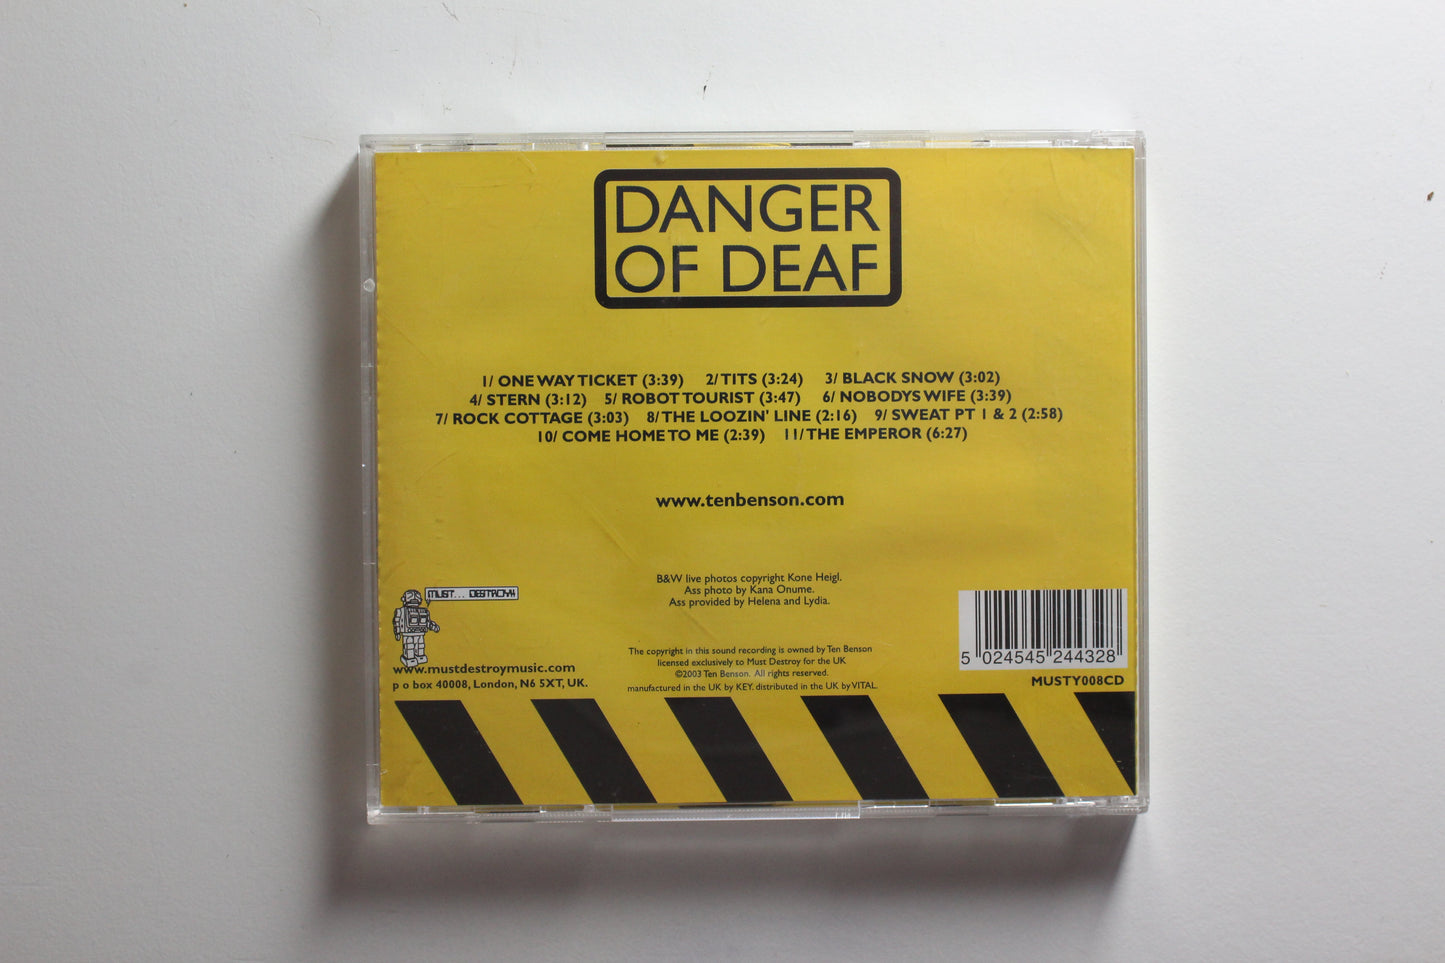 DANGER
OF DEAF
1/ ONE WAY TICKET (3:39) 2/ TITS (3:24) 3/ BLACK SNOW (3:02)
4/ STERN (3:12) 5/ ROBOT TOURIST (3:47) 6/ NOBODYS WIFE (3:39)
7/ ROCK COTTAGE (3:03) 8/ THE LOOZIN' LINE (2:16) 9/ SWEAT PT 1 & 2 (2:58)
10/ COME HOME TO ME (2:39) 11/ THE EMPEROR (6:27)
www.tenbenson.com
B&W live photos copyright Kone Heigl.
Ass photo by Kana Onume.
Ass provided by Helena and Lydia.
MUST... DESTROY!!
www.mustdestroymusic.com
p o box 40008, London, N6 5XT, UK.
The copyright in this sound recording is owned by Ten Benson
licensed exclusively to Must Destroy for the UK
©2003 Ten Benson. All rights reserved.
manufactured in the UK by KEY. distributed in the UK by VITAL.
5 024545 244328
MUSTY008CD